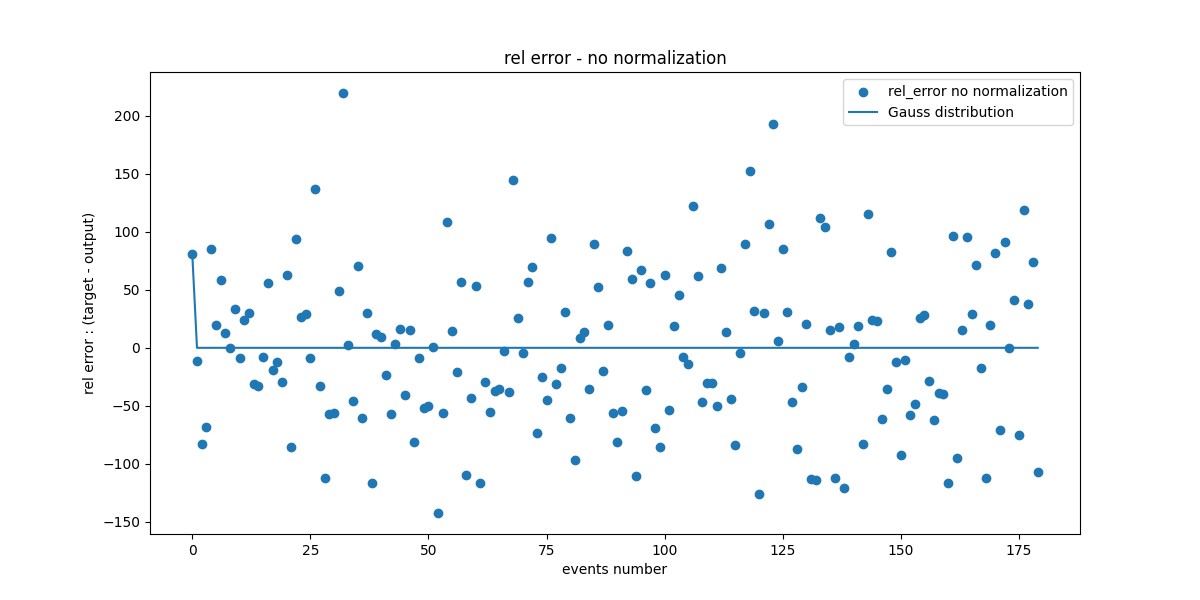 rel error - no normalization
rel_error no normalization
Gauss distribution
rel error : (target - output)
200
150
100
50
0
−50
−100
−150
0 25 50 75 100 125 150 175
events number